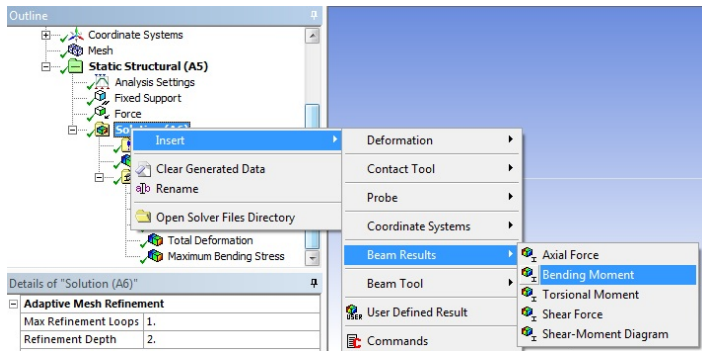 Outline
Coordinate Systems
Mesh
Static Structural (A5)
Analysis Settings
Fixed Support
Force
Insert
Clear Generated Data
Rename
Open Solver Files Directory
Total Deformation
Maximum Bending Stress
Deformation
Contact Tool
Probe
Coordinate Systems
Beam Results
Beam Tool
User Defined Result
Commands
Axial Force
Bending Moment
Torsional Moment
Shear Force
Shear-Moment Diagram
Details of "Solution (A6)"
Adaptive Mesh Refinement
Max Refinement Loops 1.
Refinement Depth 2.